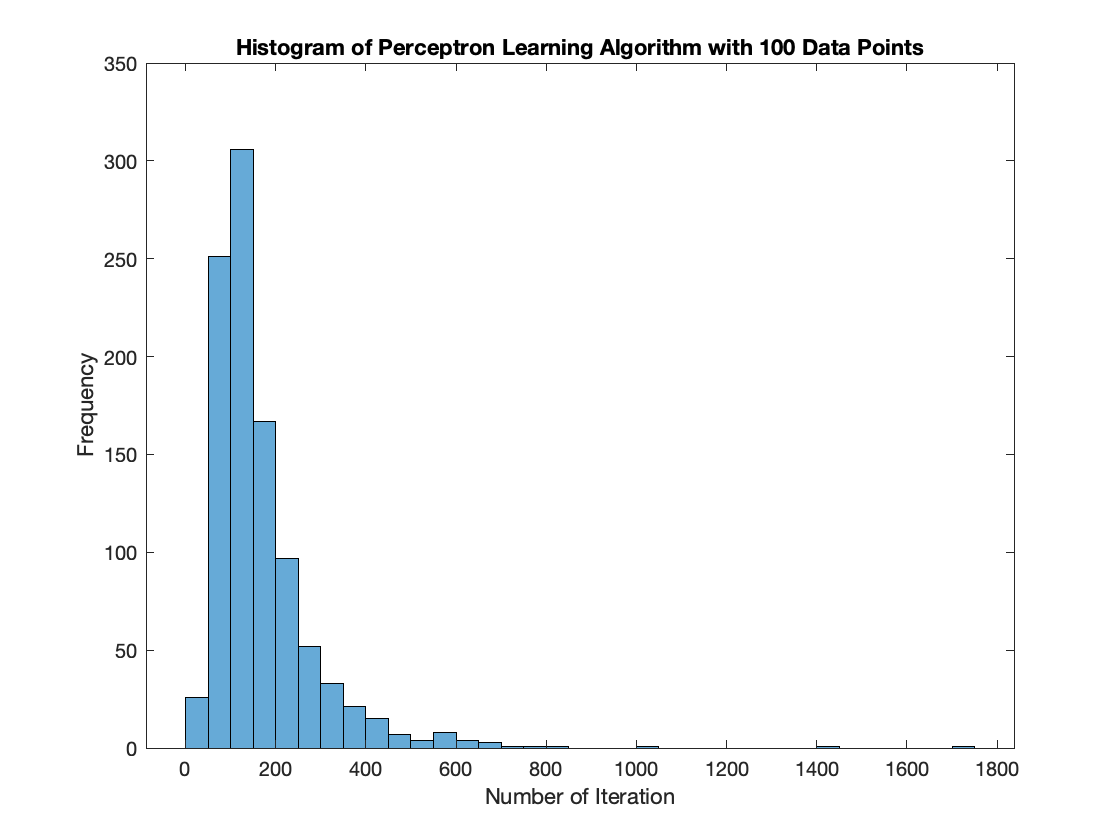 Histogram of Perceptron Learning Algorithm with 100 Data Points
350
300
250
200
150
100
50
0
Frequency
0 200 400 600 800 1000 1200 1400 1600 1800
Number of Iteration